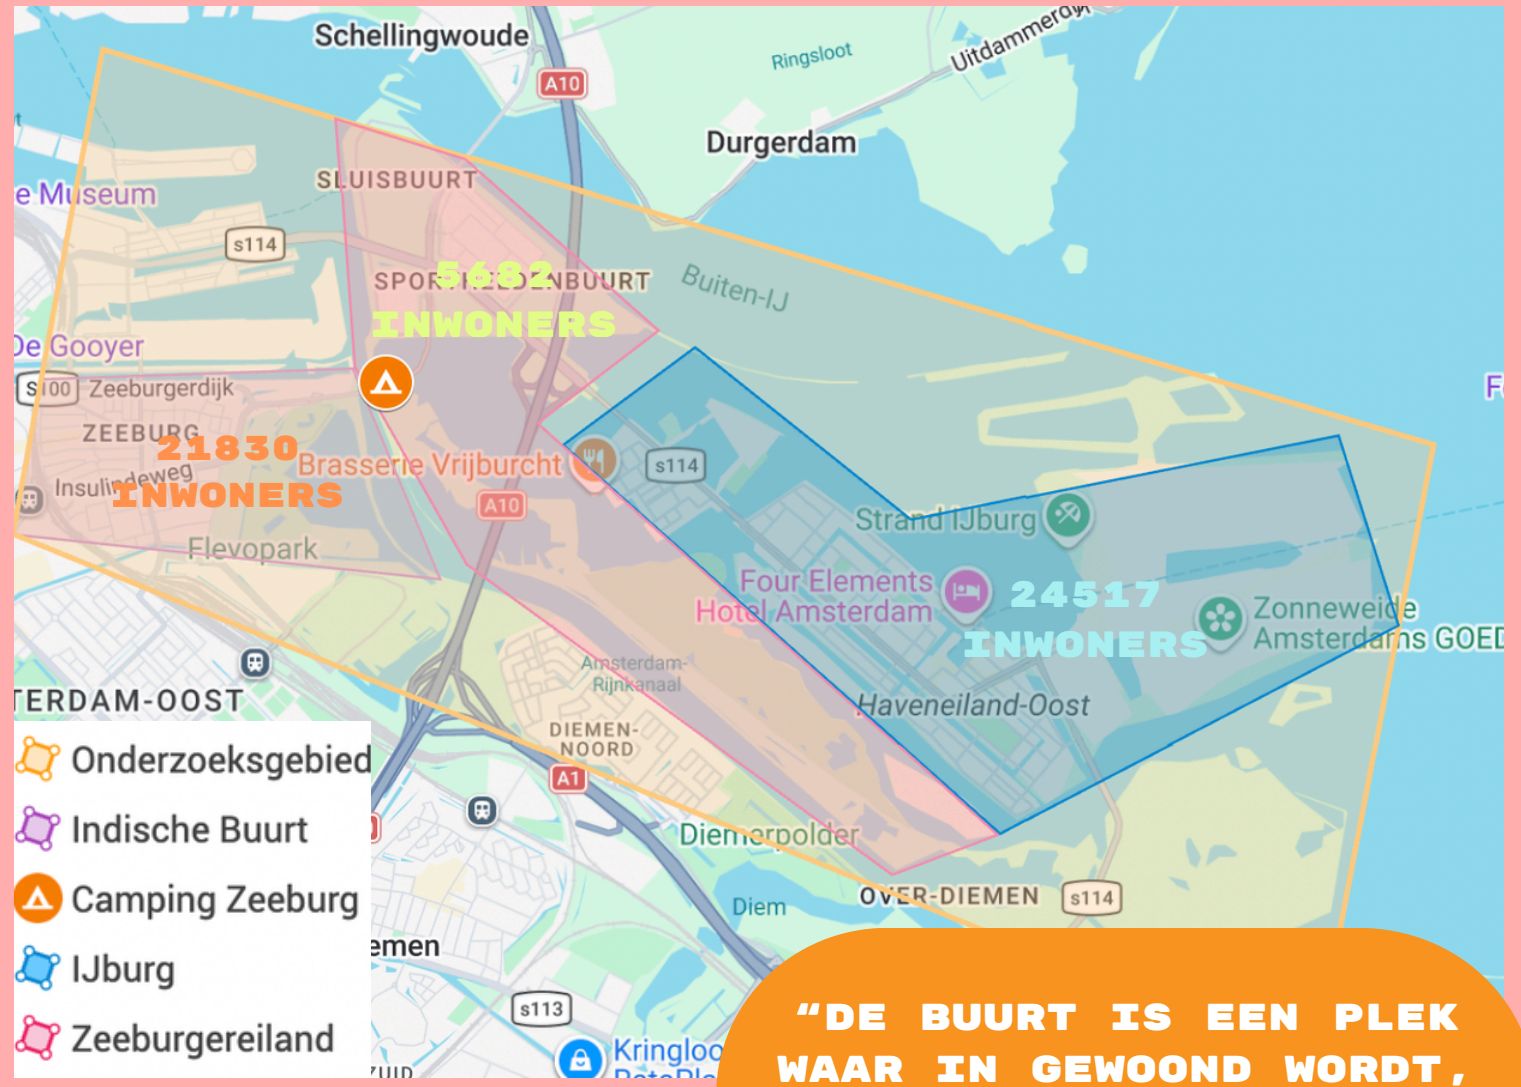 Schellingwoude
A10
Ringsloot
Uitdammerdijk
Durgerdam
SLUISBUURT
e Museum
s114
SPORTHELDENBUURT
5682
INWONERS
Buiten-IJ
De Gooyer
S100
Zeeburgerdijk
ZEEBURG
21830
INWONERS
Insulindeweg
Brasserie Vrijburcht
s114
A10
Strand IJburg
Flevopark
Four Elements
Hotel Amsterdam
24517
INWONERS
Zonneweide
Amsterdams GOED
Amsterdam-
Rijnkanaal
TERDAM-OOST
Haveneiland-Oost
DIEMEN-
NOORD
A1
Diemerpolder
OVER-DIEMEN
s114
Diem
emen
s113
Kringloo
ZUID
Onderzoeksgebied
Indische Buurt
Camping Zeeburg
IJburg
Zeeburgereiland
“DE BUURT IS EEN PLEK
WAAR IN GEWOOND WORDT,